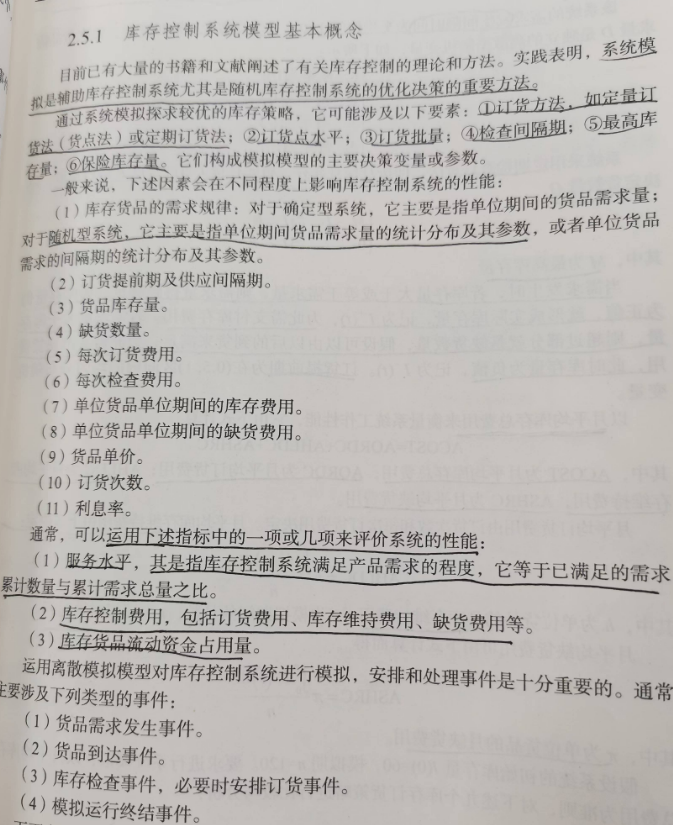 2.5.1 库存控制系统模型基本概念
目前已有大量的书籍和文献阐述了有关库存控制的理论和方法。实践表明，系统模
拟是辅助库存控制系统尤其是随机库存控制系统的优化决策的重要方法。
通过系统模拟探求较优的库存策略，它可能涉及以下要素：①订货方法，如定量订
货法（货点法）或定期订货法；②订货点水平；③订货批量；④检查间隔期；⑤最高库
存量；⑥保险库存量。它们构成模拟模型的主要决策变量或参数。
一般来说，下述因素会在不同程度上影响库存控制系统的性能：
（1）库存货品的需求规律：对于确定型系统，它主要是指单位期间的货品需求量；
对于随机型系统，它主要是指单位期间货品需求量的统计分布及其参数，或者单位货品
需求的间隔期的统计分布及其参数。
（2）订货提前期及供应间隔期。
（3）货品库存量。
（4）缺货数量。
（5）每次订货费用。
（6）每次检查费用。
（7）单位货品单位期间的库存费用。
（8）单位货品单位期间的缺货费用。
（9）货品单价。
（10）订货次数。
（11）利息率。
通常，可以运用下述指标中的一项或几项来评价系统的性能：
（1）服务水平，其是指库存控制系统满足产品需求的程度，它等于已满足的需求
累计数量与累计需求总量之比。
（2）库存控制费用，包括订货费用、库存维持费用、缺货费用等。
（3）库存货品流动资金占用量。
运用离散模拟模型对库存控制系统进行模拟，安排和处理事件是十分重要的。通常
主要涉及下列类型的事件：
（1）货品需求发生事件。
（2）货品到达事件。
（3）库存检查事件，必要时安排订货事件。
（4）模拟运行终结事件。